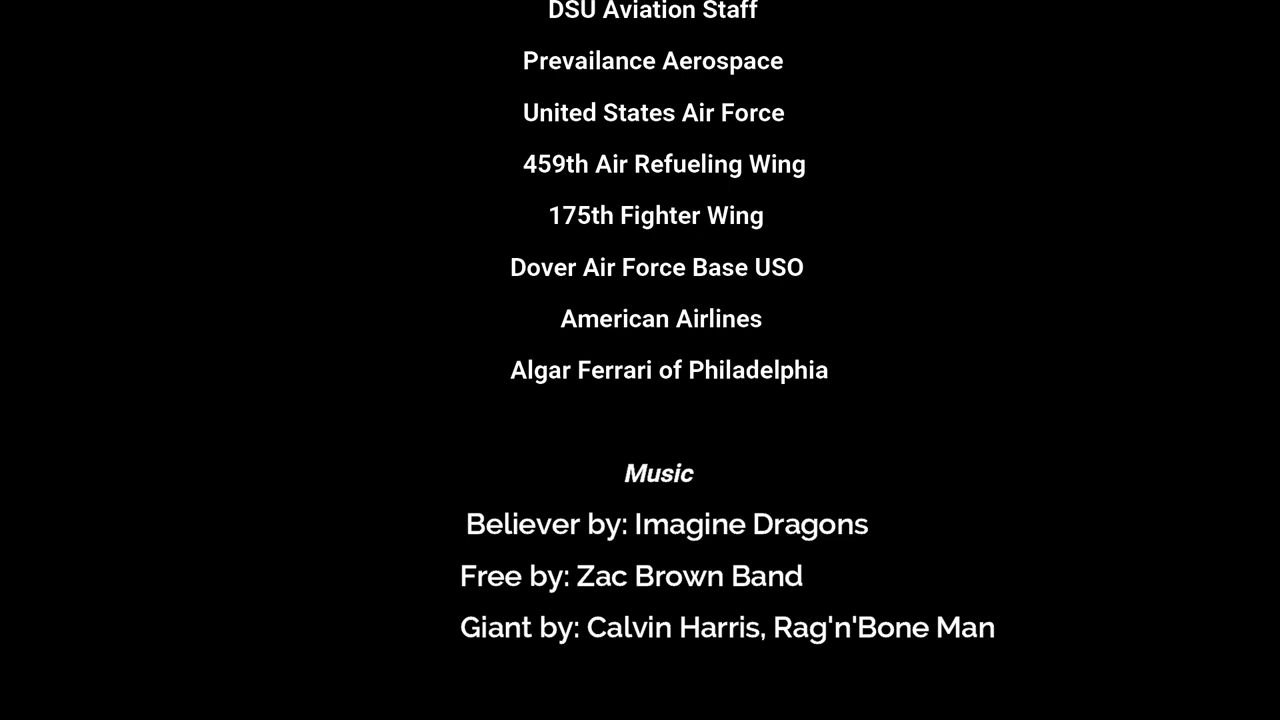 DSU Aviation Staff
Prevailance Aerospace
United States Air Force
459th Air Refueling Wing
175th Fighter Wing
Dover Air Force Base USO
American Airlines
Algar Ferrari of Philadelphia
Music
Believer by: Imagine Dragons
Free by: Zac Brown Band
Giant by: Calvin Harris, Rag'n'Bone Man